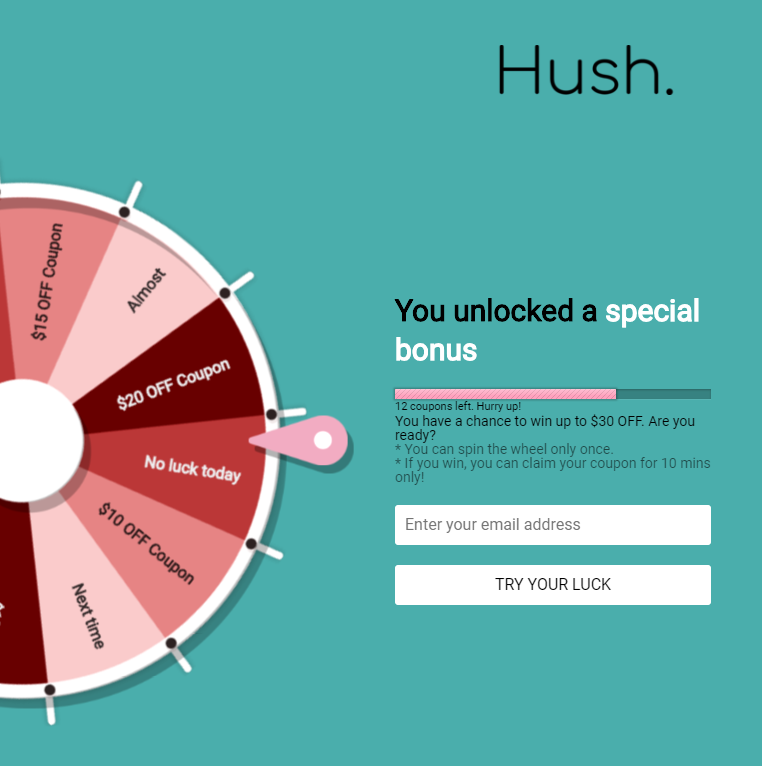 Hush.
$15 OFF Coupon
Almost
$20 OFF Coupon
No luck today
$10 OFF Coupon
Next time
You unlocked a special
bonus
12 coupons left. Hurry up!
You have a chance to win up to $30 OFF. Are you
ready?
* You can spin the wheel only once.
* If you win, you can claim your coupon for 10 mins
only!
Enter your email address
TRY YOUR LUCK